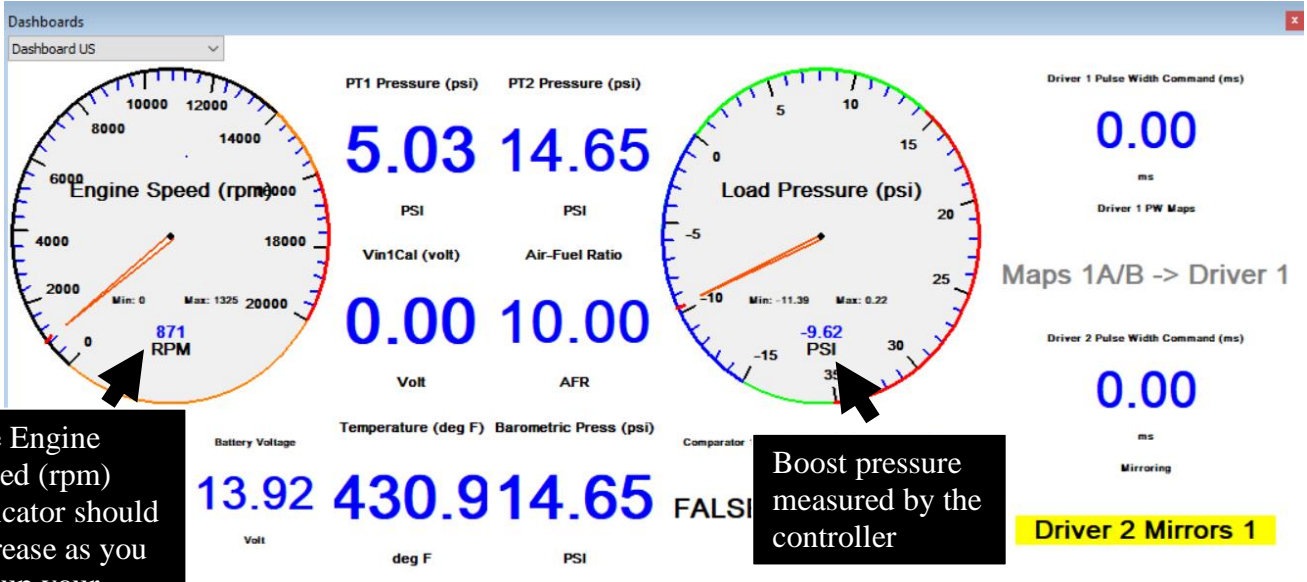 Dashboards
x
Dashboard US
Engine Speed (rpm)
0
2000
4000
6000
8000
10000
12000
14000
18000
20000
Min: 0 Max: 1325
871
RPM
PT1 Pressure (psi) PT2 Pressure (psi)
5.03 14.65
PSI PSI
Vin1Cal (volt) Air-Fuel Ratio
0.00 10.00
Volt AFR
Load Pressure (psi)
-15
-10
-5
0
5
10
15
20
25
30
Min: -11.39 Max: 0.22
-9.62
PSI
Driver 1 Pulse Width Command (ms)
0.00
ms
Driver 1 PW Maps
Maps 1A/B -> Driver 1
Driver 2 Pulse Width Command (ms)
0.00
ms
Mirroring
Driver 2 Mirrors 1
Battery Voltage
13.92
Volt
Temperature (deg F) Barometric Press (psi)
430.9 14.65
deg F PSI
Comparator
Engine
(rpm)
should
as you
Boost pressure
measured by the
controller